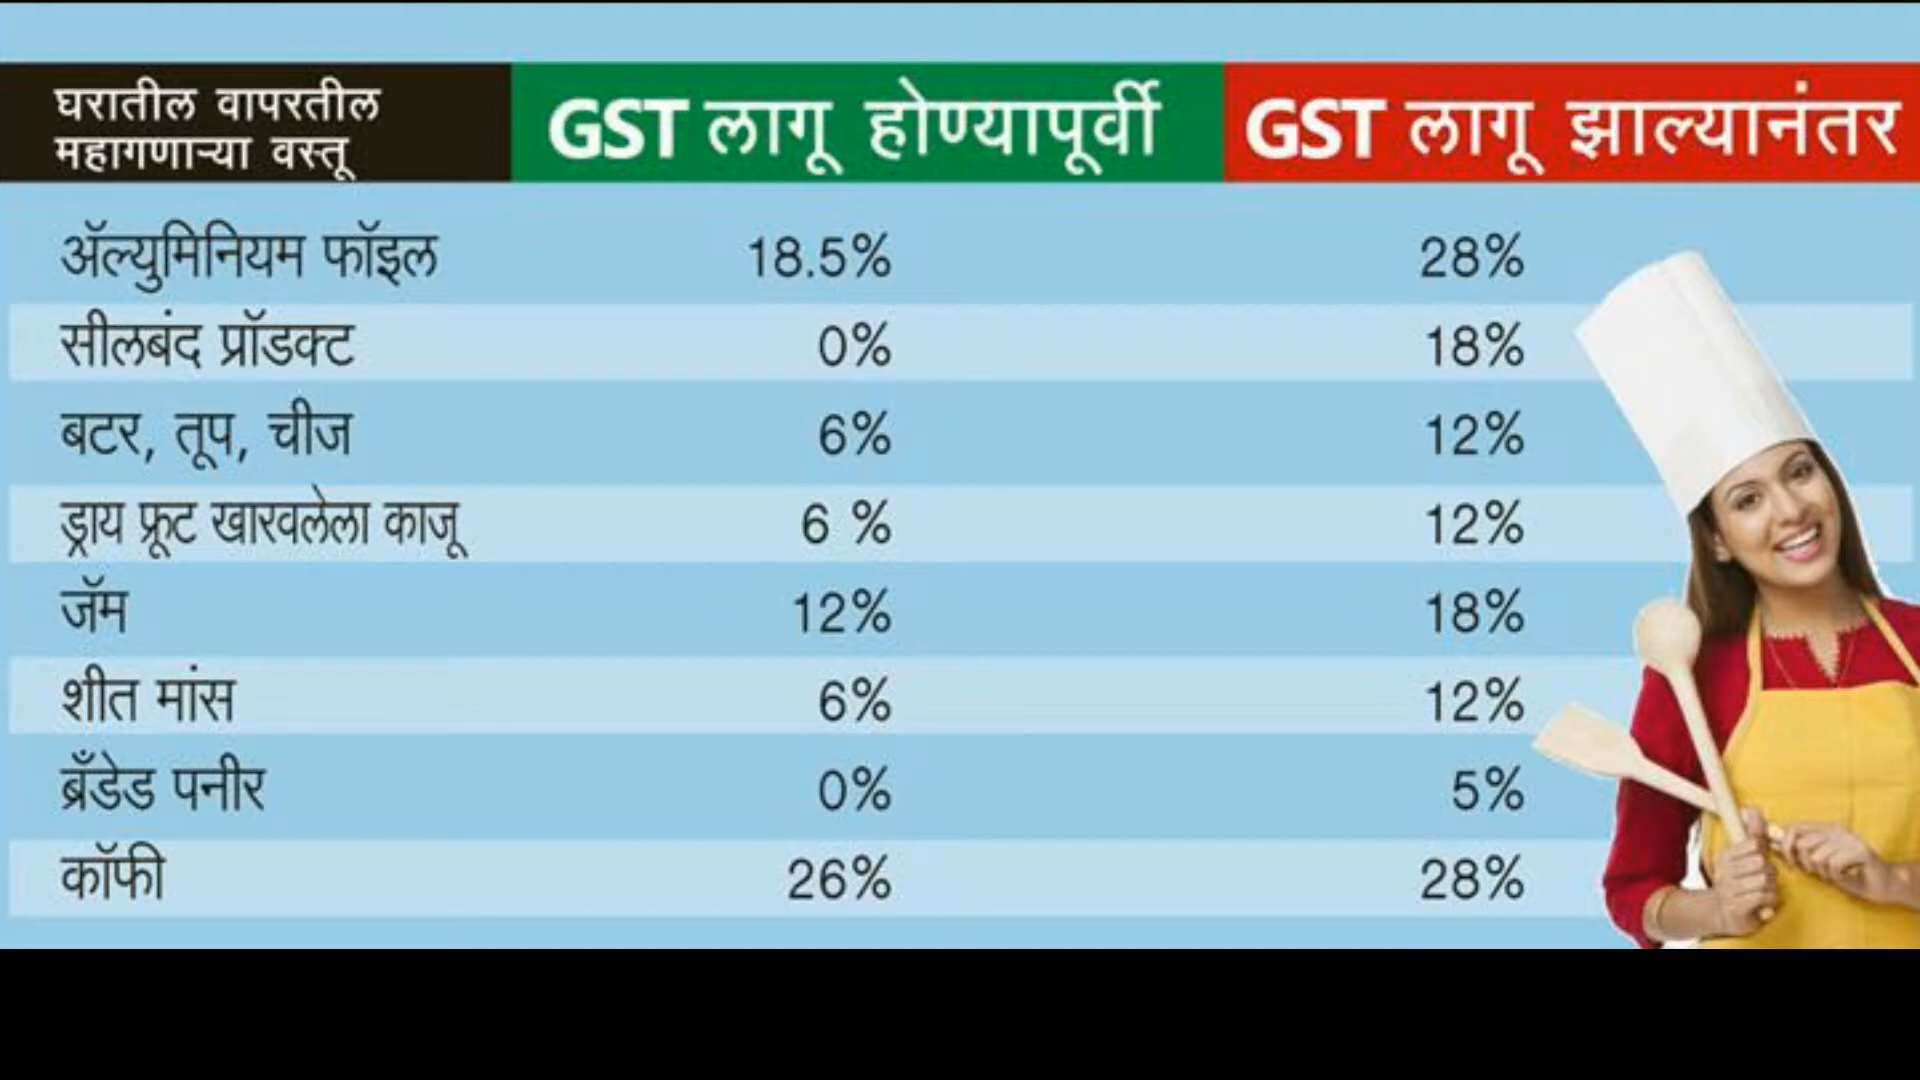 घरातील वापरतील
महागणाऱ्या वस्तू
GST लागू होण्यापूर्वी
GST लागू झाल्यानंतर
ॲल्युमिनियम फॉइल 18.5% 28%
सीलबंद प्रॉडक्ट 0% 18%
बटर, तूप, चीज 6% 12%
ड्राय फ्रूट खारवलेला काजू 6 % 12%
जॅम 12% 18%
शीत मांस 6% 12%
ब्रँडेड पनीर 0% 5%
कॉफी 26% 28%